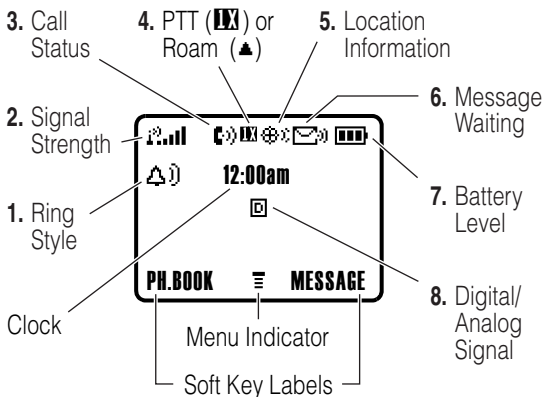 3. Call Status
4. PTT (1X) or Roam (▲)
5. Location Information
6. Message Waiting
2. Signal Strength
1. Ring Style
12:00am
D
7. Battery Level
PH.BOOK
MESSAGE
8. Digital/Analog Signal
Clock
Menu Indicator
Soft Key Labels